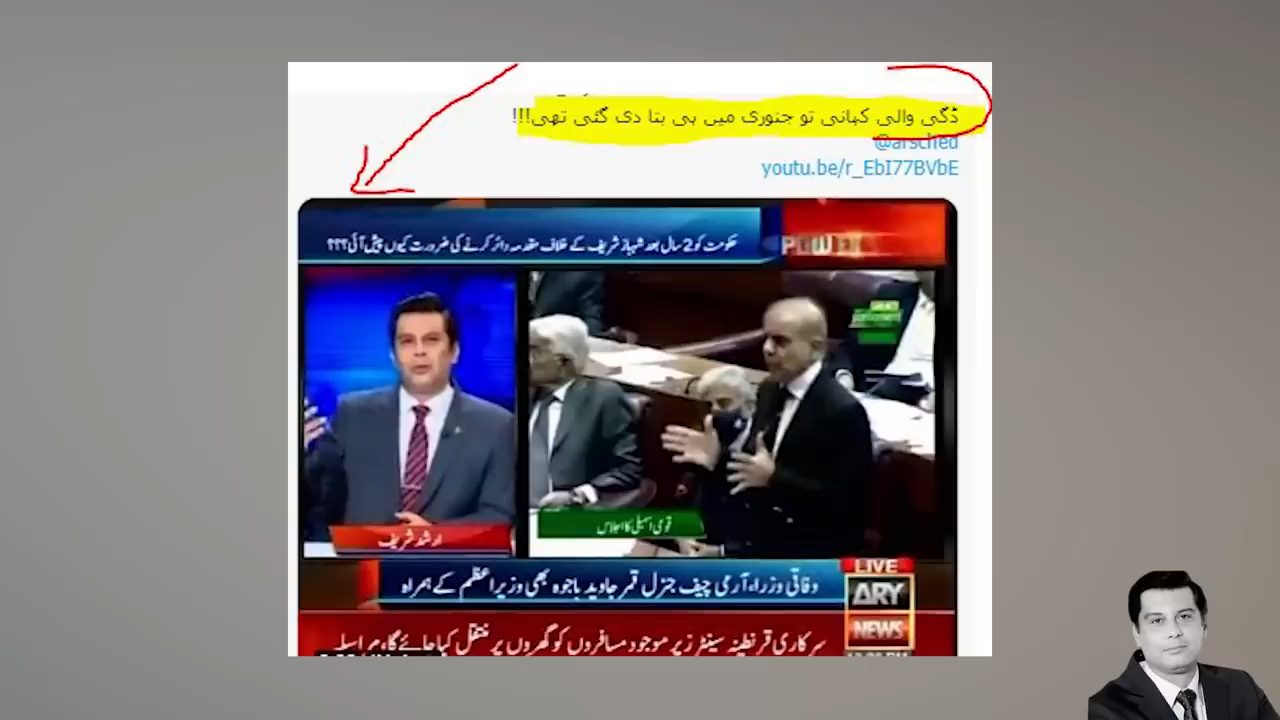 ڈگی والی کہانی تو جنوری میں ہی بتا دی گئی تھی!!!
@arsched
youtu.be/r_EbI77BVbE
حکومت کو 2 سال بعد شہباز شریف کے خلاف مقدمہ دائر کرنے کی ضرورت کیوں پیش آئی؟؟؟
قومی اسمبلی کا اجلاس
ارشد شریف
LIVE
وفاقی وزراء، آرمی چیف جنرل قمر جاوید باجوہ بھی وزیراعظم کے ہمراہ
ARY
NEWS
سرکاری قرنطینہ سینٹرز پر موجود مسافروں کو گھروں پر منتقل کیا جائے گا، مراسلہ